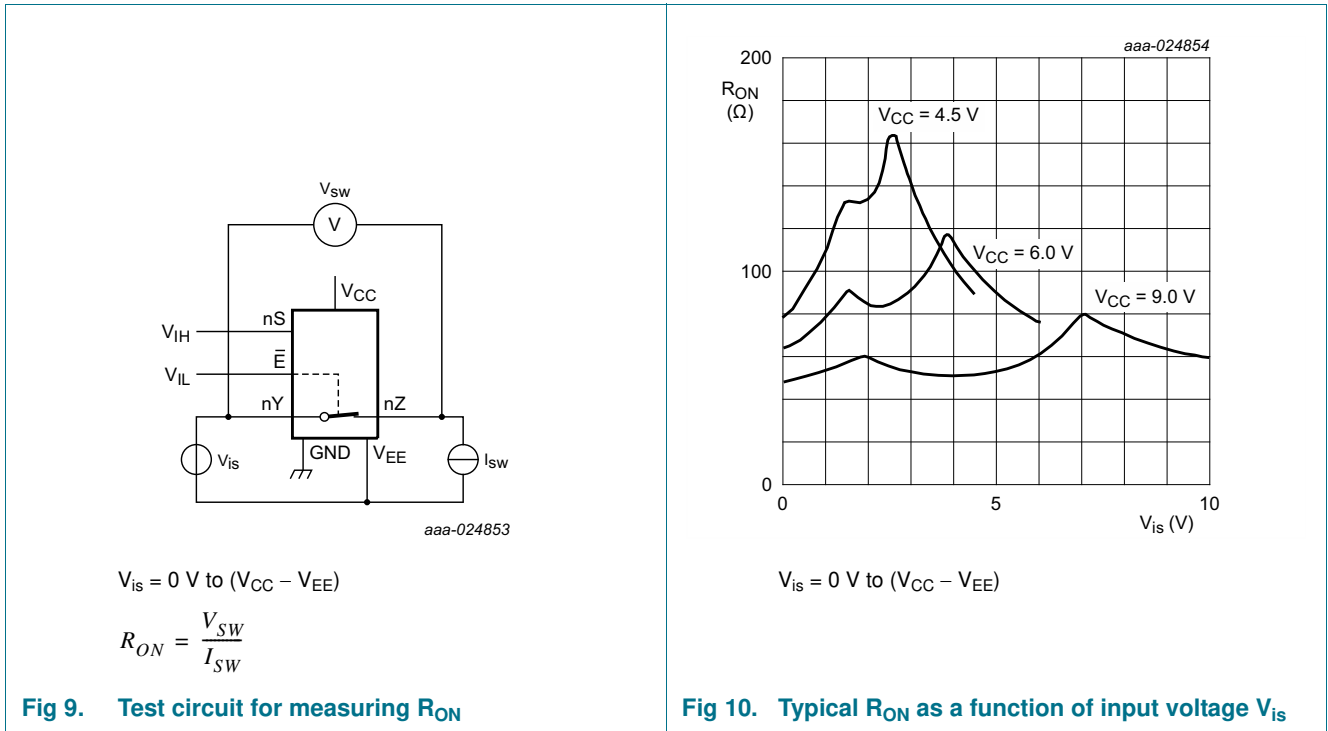 Vsw
V
VCC
nS
VIH
E̅
VIL
nY
nZ
GND
VEE
Vis
Isw
aaa-024853
Vis = 0 V to (VCC − VEE)
RON = VSW / ISW
Fig 9. Test circuit for measuring RON
aaa-024854
200
RON
(Ω)
VCC = 4.5 V
VCC = 6.0 V
100
VCC = 9.0 V
0
0
5
10
Vis (V)
Vis = 0 V to (VCC − VEE)
Fig 10. Typical RON as a function of input voltage Vis